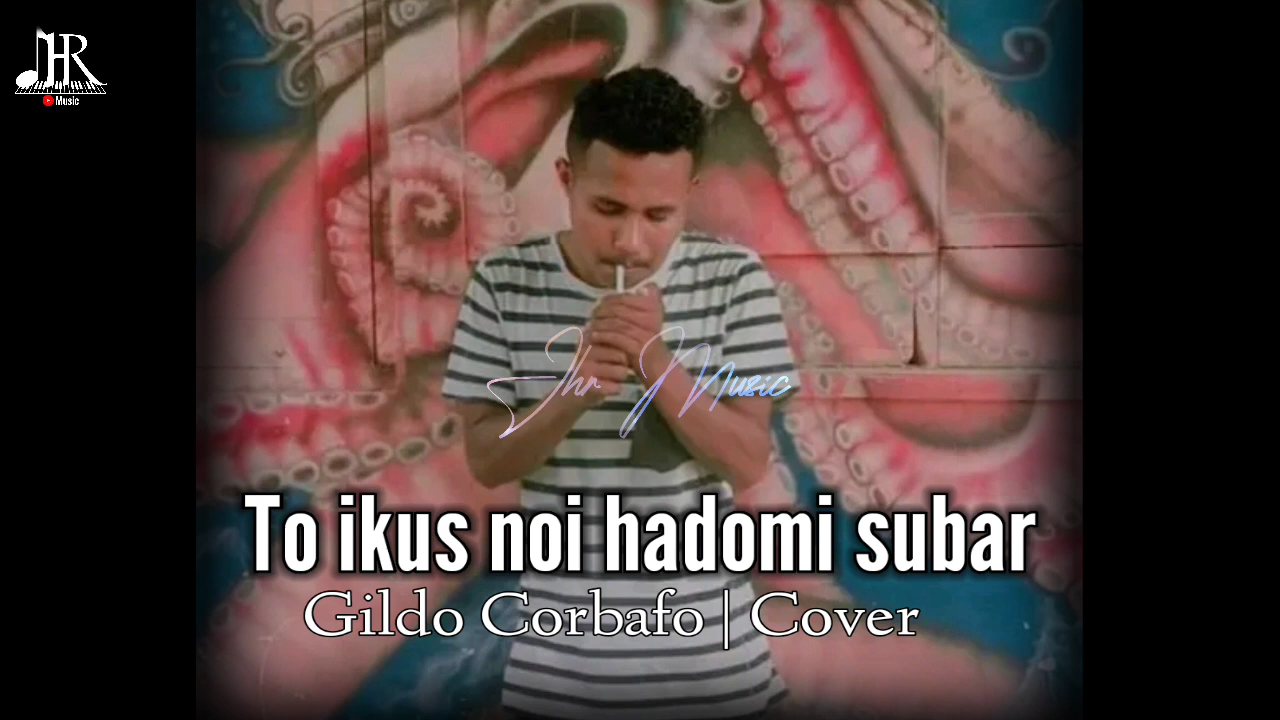 JHR
Music
Jhr Music
To ikus noi hadomi subar
Gildo Corbafo | Cover